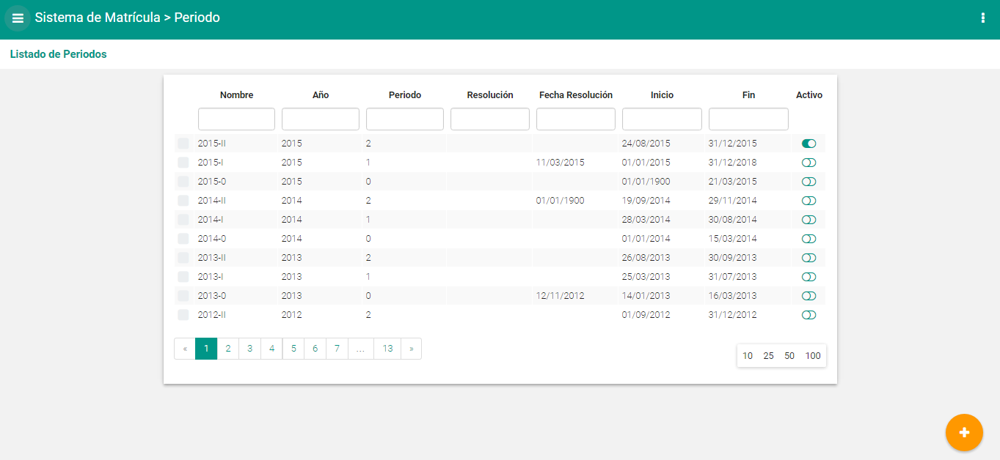 Sistema de Matrícula > Periodo
Listado de Periodos
Nombre Año Periodo Resolución Fecha Resolución Inicio Fin Activo
2015-II 2015 2 24/08/2015 31/12/2015
2015-I 2015 1 11/03/2015 01/01/2015 31/12/2018
2015-0 2015 0 01/01/1900 21/03/2015
2014-II 2014 2 01/01/1900 19/09/2014 29/11/2014
2014-I 2014 1 28/03/2014 30/08/2014
2014-0 2014 0 01/01/2014 15/03/2014
2013-II 2013 2 26/08/2013 30/09/2013
2013-I 2013 1 25/03/2013 31/07/2013
2013-0 2013 0 12/11/2012 14/01/2013 16/03/2013
2012-II 2012 2 01/09/2012 31/12/2012
« 1 2 3 4 5 6 7 ... 13 »
10 25 50 100